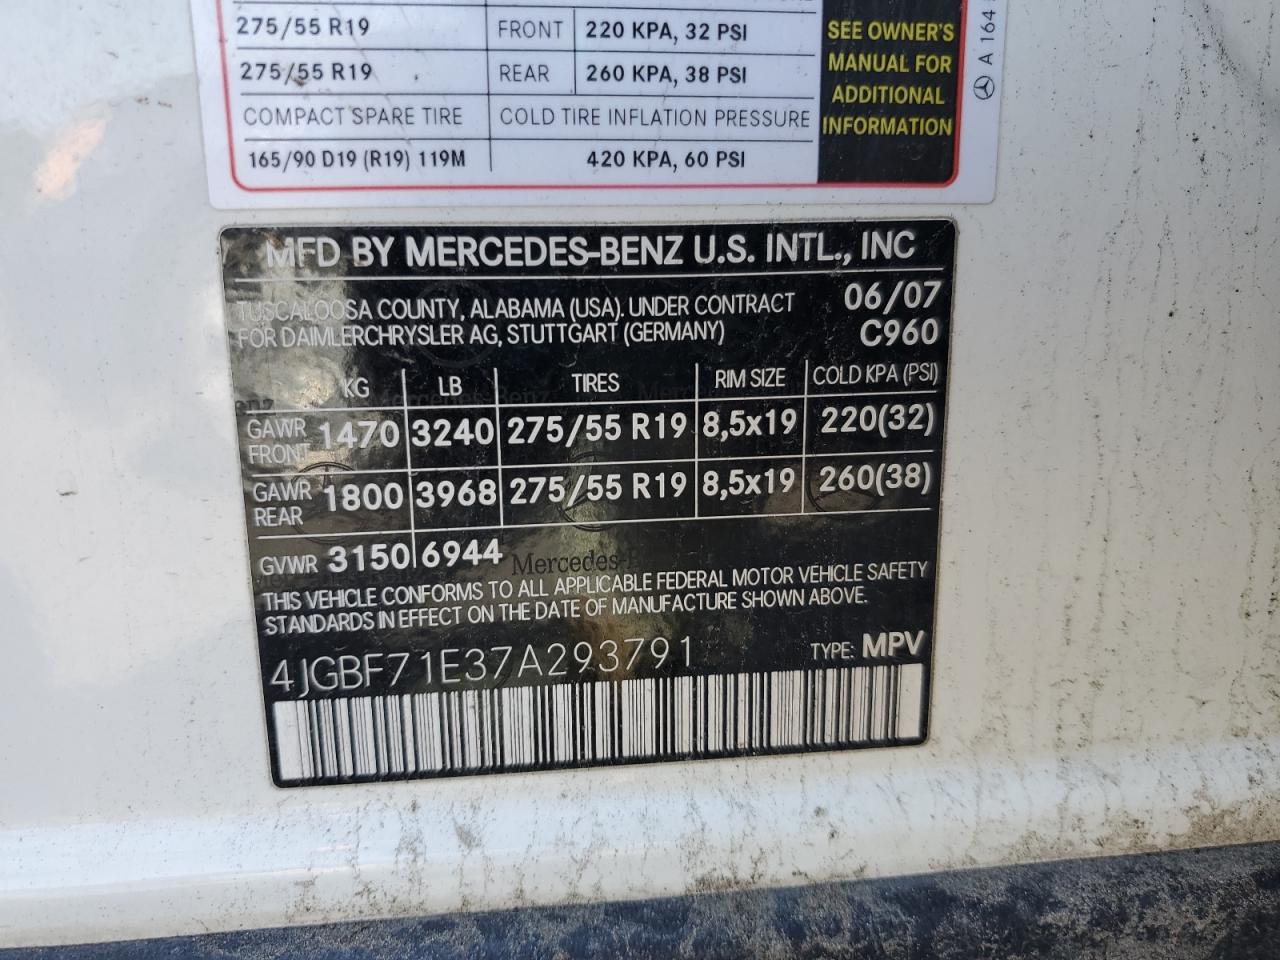 275/55 R19 FRONT 220 KPA, 32 PSI
275/55 R19 REAR 260 KPA, 38 PSI
COMPACT SPARE TIRE COLD TIRE INFLATION PRESSURE
165/90 D19 (R19) 119M 420 KPA, 60 PSI
SEE OWNER'S
MANUAL FOR
ADDITIONAL
INFORMATION
A 164
MFD BY MERCEDES-BENZ U.S. INTL., INC
TUSCALOOSA COUNTY, ALABAMA (USA). UNDER CONTRACT 06/07
FOR DAIMLERCHRYSLER AG, STUTTGART (GERMANY) C960
KG LB TIRES RIM SIZE COLD KPA (PSI)
GAWR FRONT 1470 3240 275/55 R19 8,5x19 220(32)
GAWR REAR 1800 3968 275/55 R19 8,5x19 260(38)
GVWR 3150 6944
THIS VEHICLE CONFORMS TO ALL APPLICABLE FEDERAL MOTOR VEHICLE SAFETY
STANDARDS IN EFFECT ON THE DATE OF MANUFACTURE SHOWN ABOVE.
4JGBF71E37A293791 TYPE: MPV